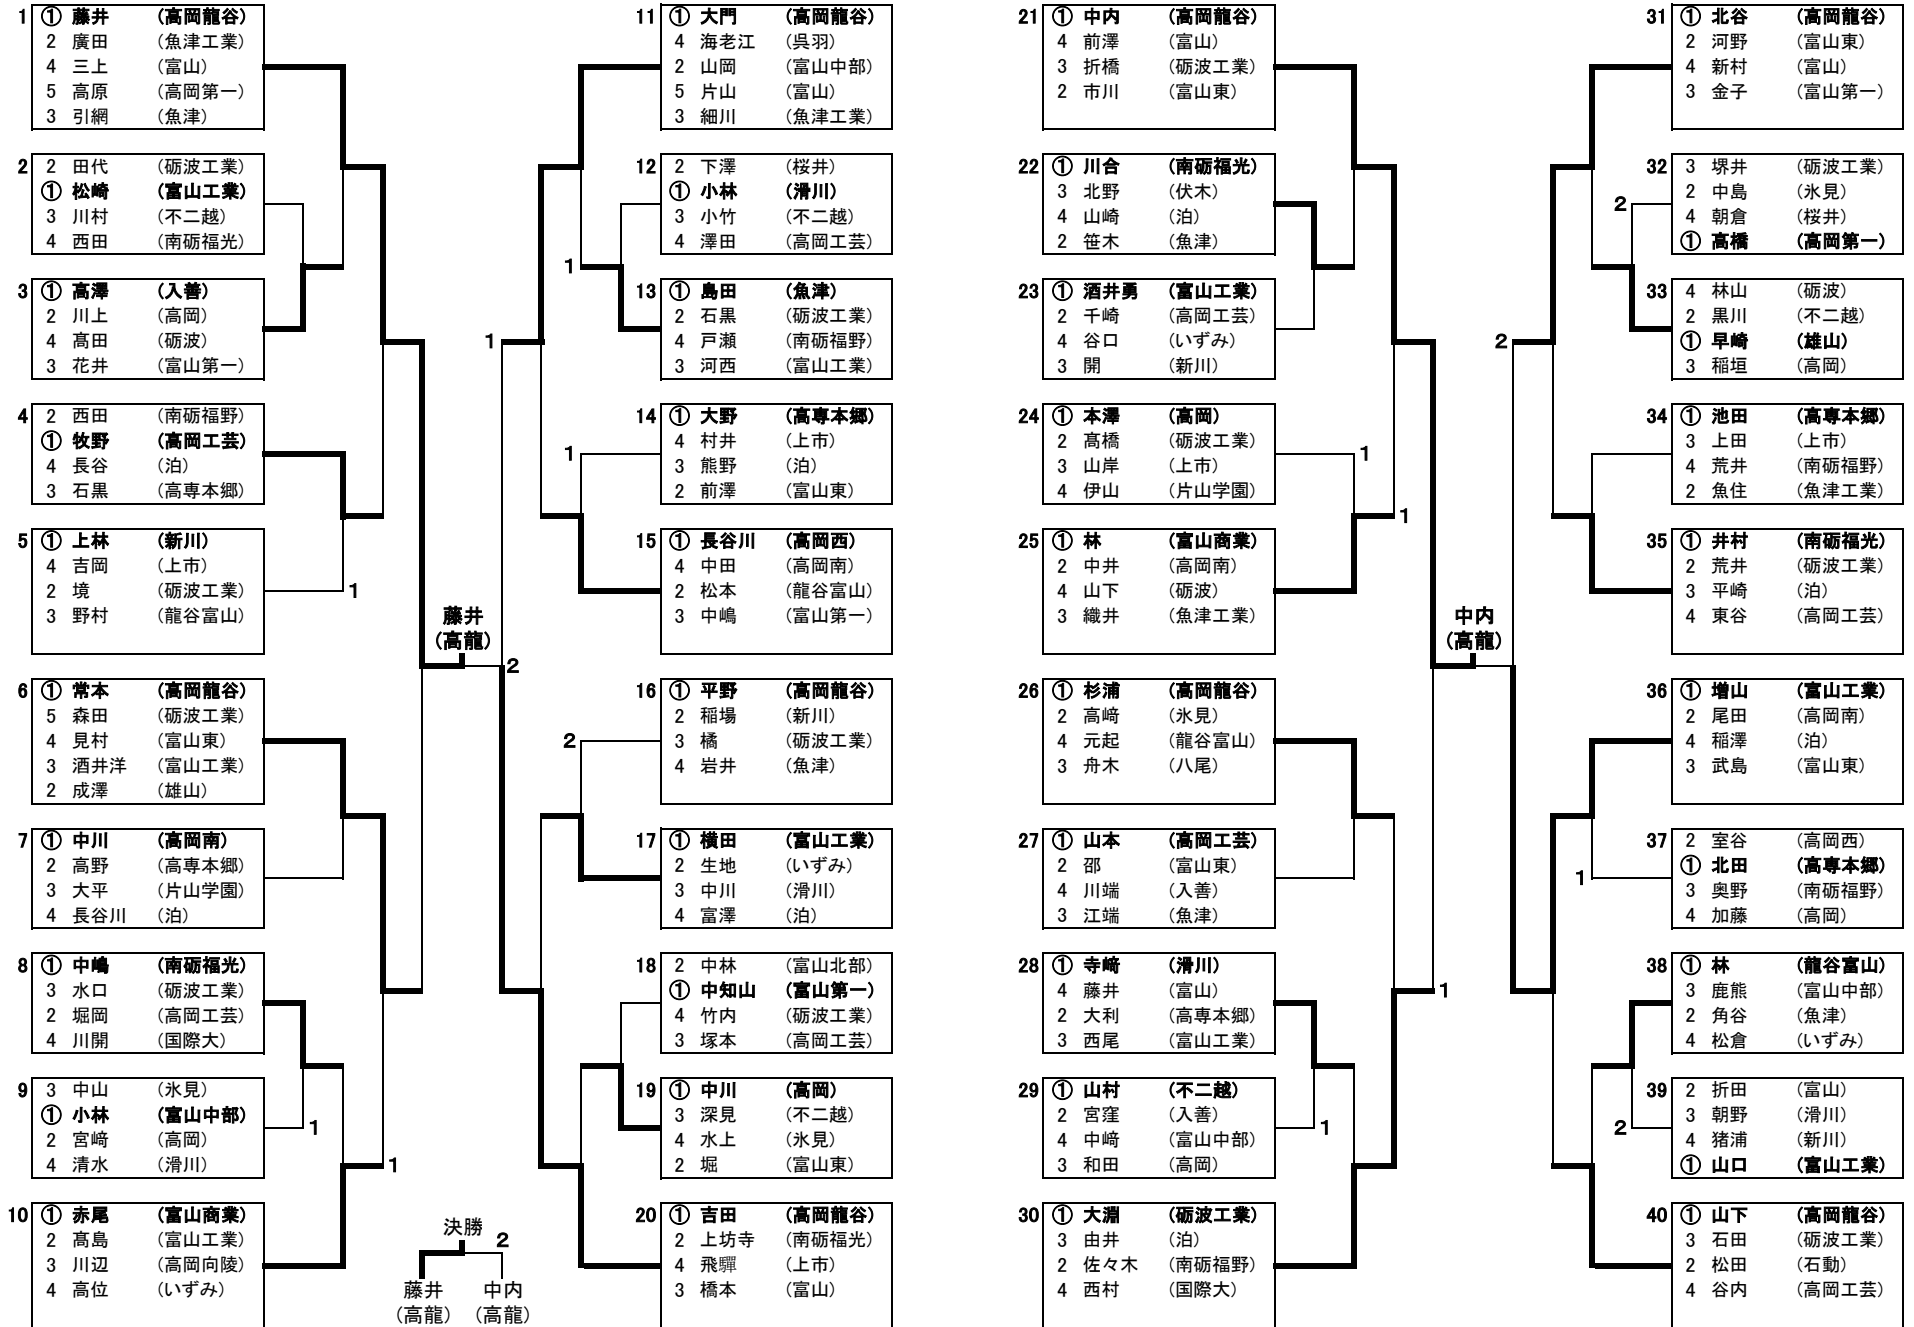 1 ① 藤井 (高岡龍谷)
2 廣田 (魚津工業)
4 三上 (富山)
5 高原 (高岡第一)
3 引網 (魚津)
2 2 田代 (砺波工業)
① 松崎 (富山工業)
3 川村 (不二越)
4 西田 (南砺福光)
3 ① 高澤 (入善)
2 川上 (高岡)
4 髙田 (砺波)
3 花井 (富山第一)
4 2 西田 (南砺福野)
① 牧野 (高岡工芸)
4 長谷 (泊)
3 石黒 (高専本郷)
5 ① 上林 (新川)
4 吉岡 (上市)
2 境 (砺波工業)
3 野村 (龍谷富山)
1
6 ① 常本 (高岡龍谷)
5 森田 (砺波工業)
4 見村 (富山東)
3 酒井洋 (富山工業)
2 成澤 (雄山)
7 ① 中川 (高岡南)
2 高野 (高専本郷)
3 大平 (片山学園)
4 長谷川 (泊)
8 ① 中嶋 (南砺福光)
3 水口 (砺波工業)
2 堀岡 (高岡工芸)
4 川開 (国際大)
9 3 中山 (氷見)
① 小林 (富山中部)
2 宮﨑 (高岡)
4 清水 (滑川)
1
1
10 ① 赤尾 (富山商業)
2 髙島 (富山工業)
3 川辺 (高岡向陵)
4 高位 (いずみ)
藤井
(高龍)
2
決勝
2
藤井 中内
(高龍) (高龍)
11 ① 大門 (高岡龍谷)
4 海老江 (呉羽)
2 山岡 (富山中部)
5 片山 (富山)
3 細川 (魚津工業)
12 2 下澤 (桜井)
① 小林 (滑川)
3 小竹 (不二越)
4 澤田 (高岡工芸)
1
13 ① 島田 (魚津)
2 石黒 (砺波工業)
4 戸瀬 (南砺福野)
3 河西 (富山工業)
1
14 ① 大野 (高専本郷)
4 村井 (上市)
3 熊野 (泊)
2 前澤 (富山東)
1
15 ① 長谷川 (高岡西)
4 中田 (高岡南)
2 松本 (龍谷富山)
3 中嶋 (富山第一)
16 ① 平野 (高岡龍谷)
2 稲場 (新川)
3 橘 (砺波工業)
4 岩井 (魚津)
2
17 ① 横田 (富山工業)
2 生地 (いずみ)
3 中川 (滑川)
4 富澤 (泊)
18 2 中林 (富山北部)
① 中知山 (富山第一)
4 竹内 (砺波工業)
3 塚本 (高岡工芸)
19 ① 中川 (高岡)
3 深見 (不二越)
4 水上 (氷見)
2 堀 (富山東)
20 ① 吉田 (高岡龍谷)
2 上坊寺 (南砺福光)
4 飛驒 (上市)
3 橋本 (富山)
21 ① 中内 (高岡龍谷)
4 前澤 (富山)
3 折橋 (砺波工業)
2 市川 (富山東)
22 ① 川合 (南砺福光)
3 北野 (伏木)
4 山崎 (泊)
2 笹木 (魚津)
23 ① 酒井勇 (富山工業)
2 千崎 (高岡工芸)
4 谷口 (いずみ)
3 開 (新川)
24 ① 本澤 (高岡)
2 髙橋 (砺波工業)
3 山岸 (上市)
4 伊山 (片山学園)
1
1
25 ① 林 (富山商業)
2 中井 (高岡南)
4 山下 (砺波)
3 織井 (魚津工業)
26 ① 杉浦 (高岡龍谷)
2 高﨑 (氷見)
4 元起 (龍谷富山)
3 舟木 (八尾)
27 ① 山本 (高岡工芸)
2 邵 (富山東)
4 川端 (入善)
3 江端 (魚津)
28 ① 寺﨑 (滑川)
4 藤井 (富山)
2 大利 (高専本郷)
3 西尾 (富山工業)
1
29 ① 山村 (不二越)
2 宮窪 (入善)
4 中﨑 (富山中部)
3 和田 (高岡)
1
30 ① 大淵 (砺波工業)
3 由井 (泊)
2 佐々木 (南砺福野)
4 西村 (国際大)
中内
(高龍)
31 ① 北谷 (高岡龍谷)
2 河野 (富山東)
4 新村 (富山)
3 金子 (富山第一)
32 3 堺井 (砺波工業)
2 中島 (氷見)
4 朝倉 (桜井)
① 高橋 (高岡第一)
2
33 4 林山 (砺波)
2 黒川 (不二越)
① 早崎 (雄山)
3 稲垣 (高岡)
2
34 ① 池田 (高専本郷)
3 上田 (上市)
4 荒井 (南砺福野)
2 魚住 (魚津工業)
35 ① 井村 (南砺福光)
2 荒井 (砺波工業)
3 平崎 (泊)
4 東谷 (高岡工芸)
36 ① 増山 (富山工業)
2 尾田 (高岡南)
4 稲澤 (泊)
3 武島 (富山東)
37 2 室谷 (高岡西)
① 北田 (高専本郷)
3 奥野 (南砺福野)
4 加藤 (高岡)
1
38 ① 林 (龍谷富山)
3 鹿熊 (富山中部)
2 角谷 (魚津)
4 松倉 (いずみ)
39 2 折田 (富山)
3 朝野 (滑川)
4 猪浦 (新川)
① 山口 (富山工業)
2
40 ① 山下 (高岡龍谷)
3 石田 (砺波工業)
2 松田 (石動)
4 谷内 (高岡工芸)